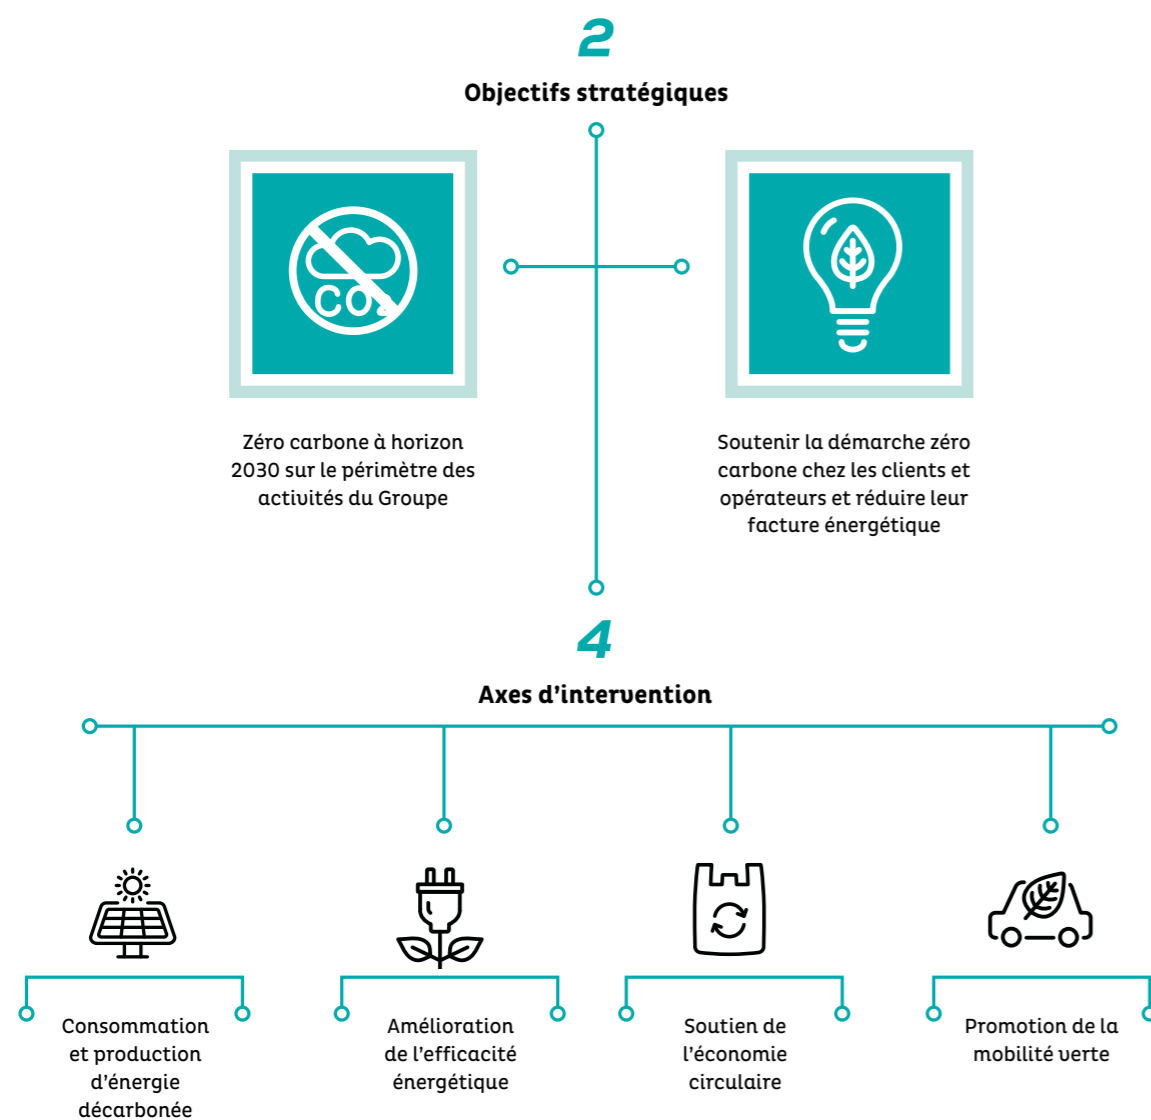 2
Objectifs stratégiques
CO₂
Zéro carbone à horizon
2030 sur le périmètre des
activités du Groupe
Soutenir la démarche zéro
carbone chez les clients et
opérateurs et réduire leur
facture énergétique
4
Axes d’intervention
Consommation
et production
d’énergie
décarbonée
Amélioration
de l’efficacité
énergétique
Soutien de
l’économie
circulaire
Promotion de la
mobilité verte